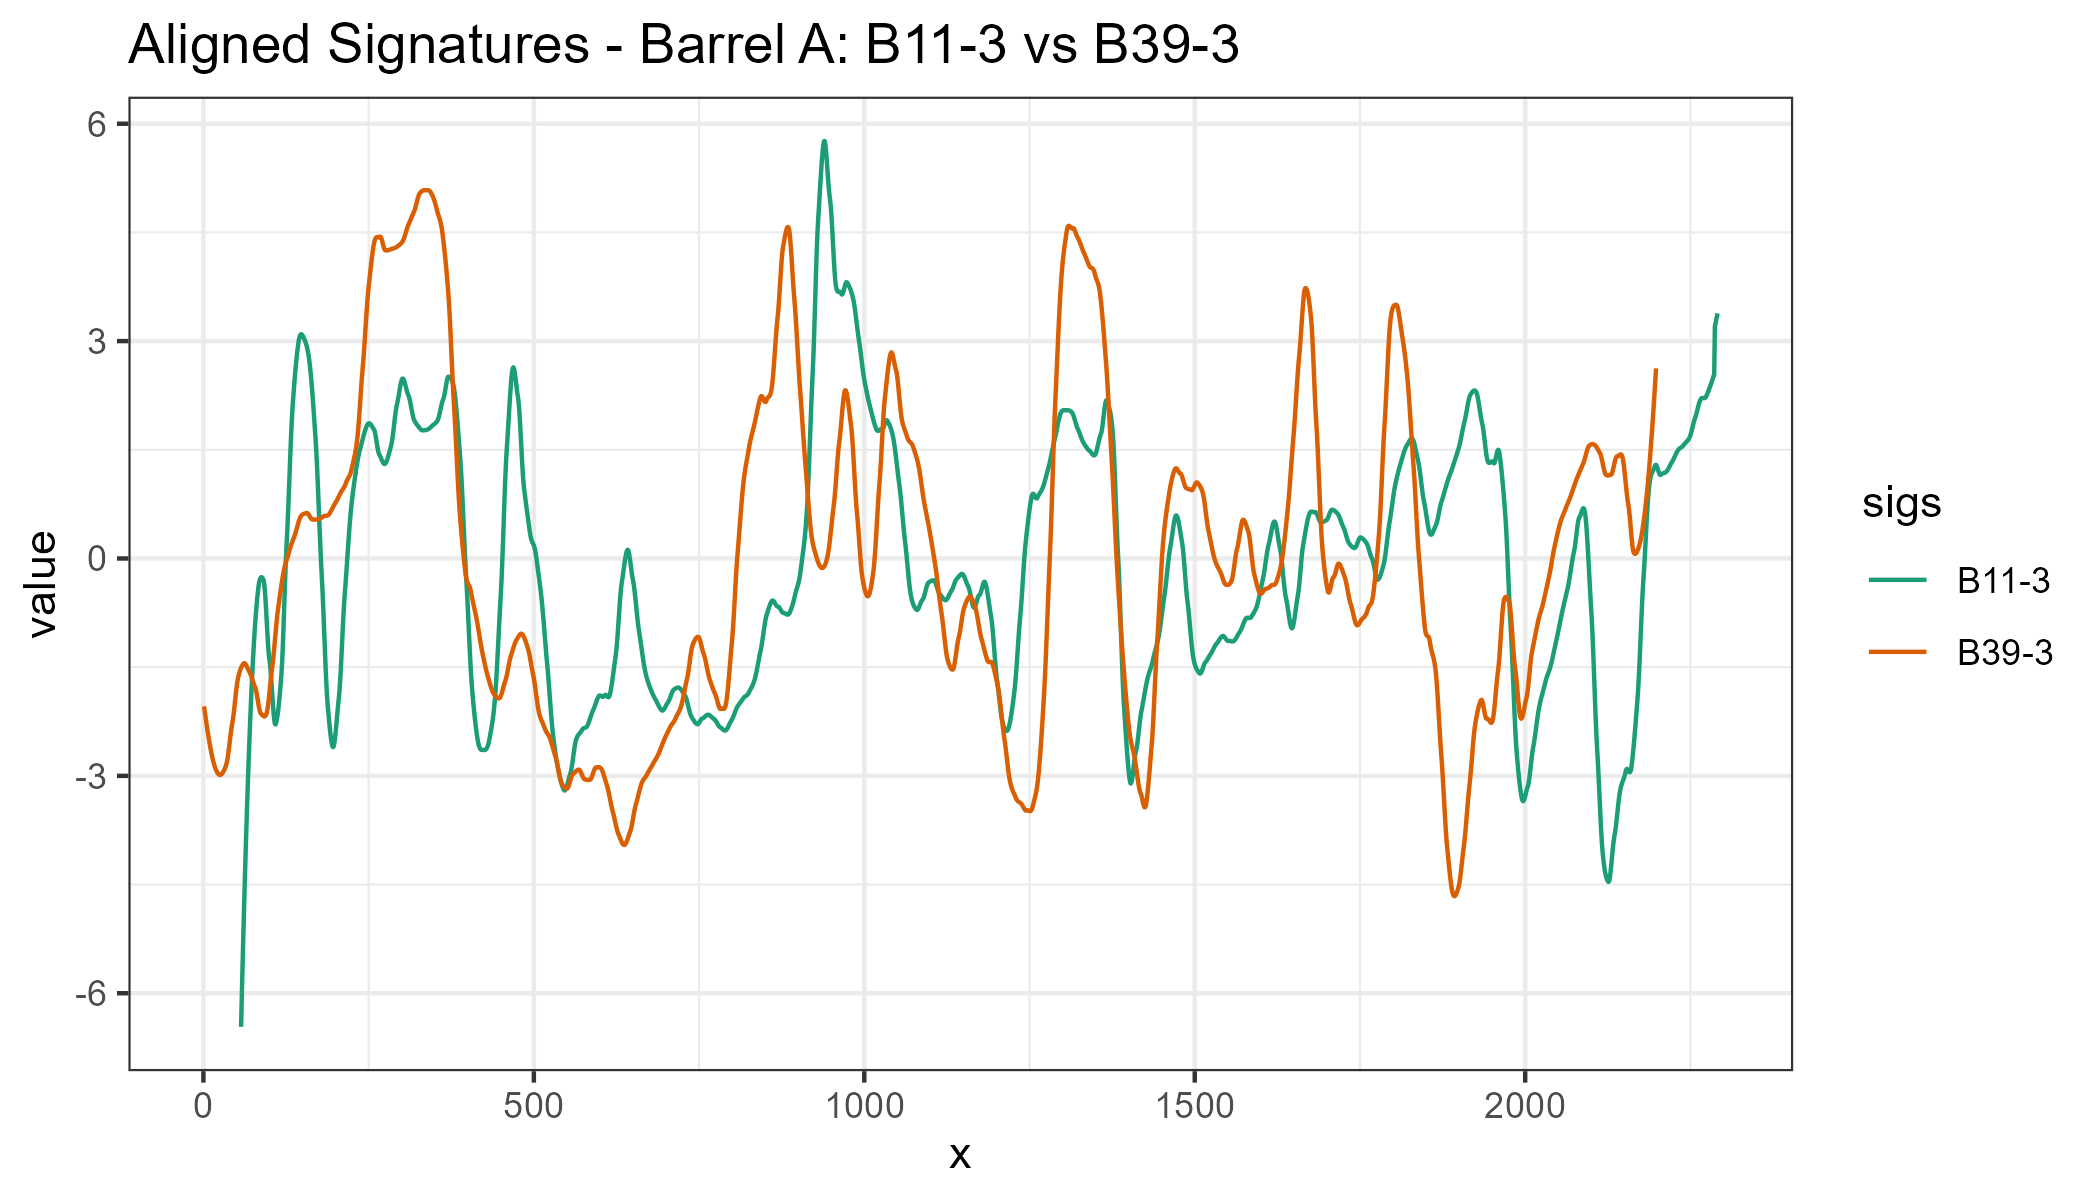 Aligned Signatures - Barrel A: B11-3 vs B39-3
6
3
0
-3
-6
value
0 500 1000 1500 2000
x
sigs
B11-3
B39-3